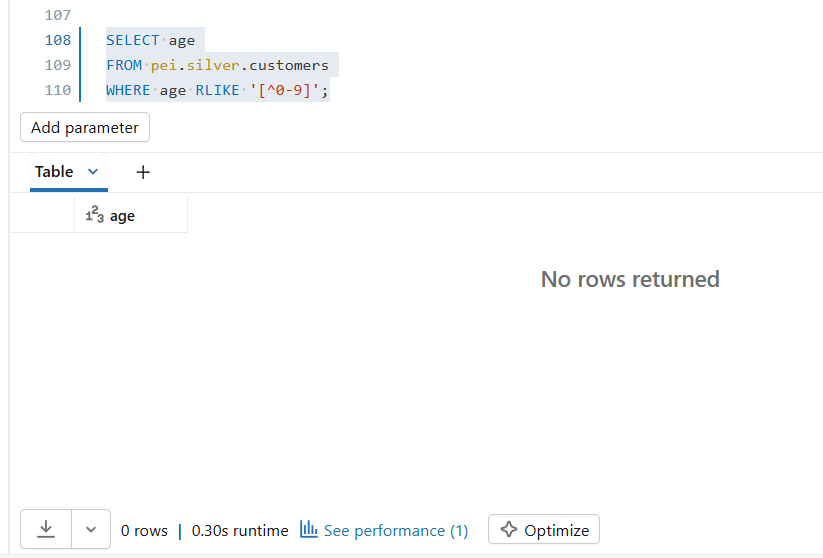 107
108 SELECT age
109 FROM pei.silver.customers
110 WHERE age RLIKE '[^0-9]';
Add parameter
Table +
123 age
No rows returned
0 rows | 0.30s runtime See performance (1) Optimize